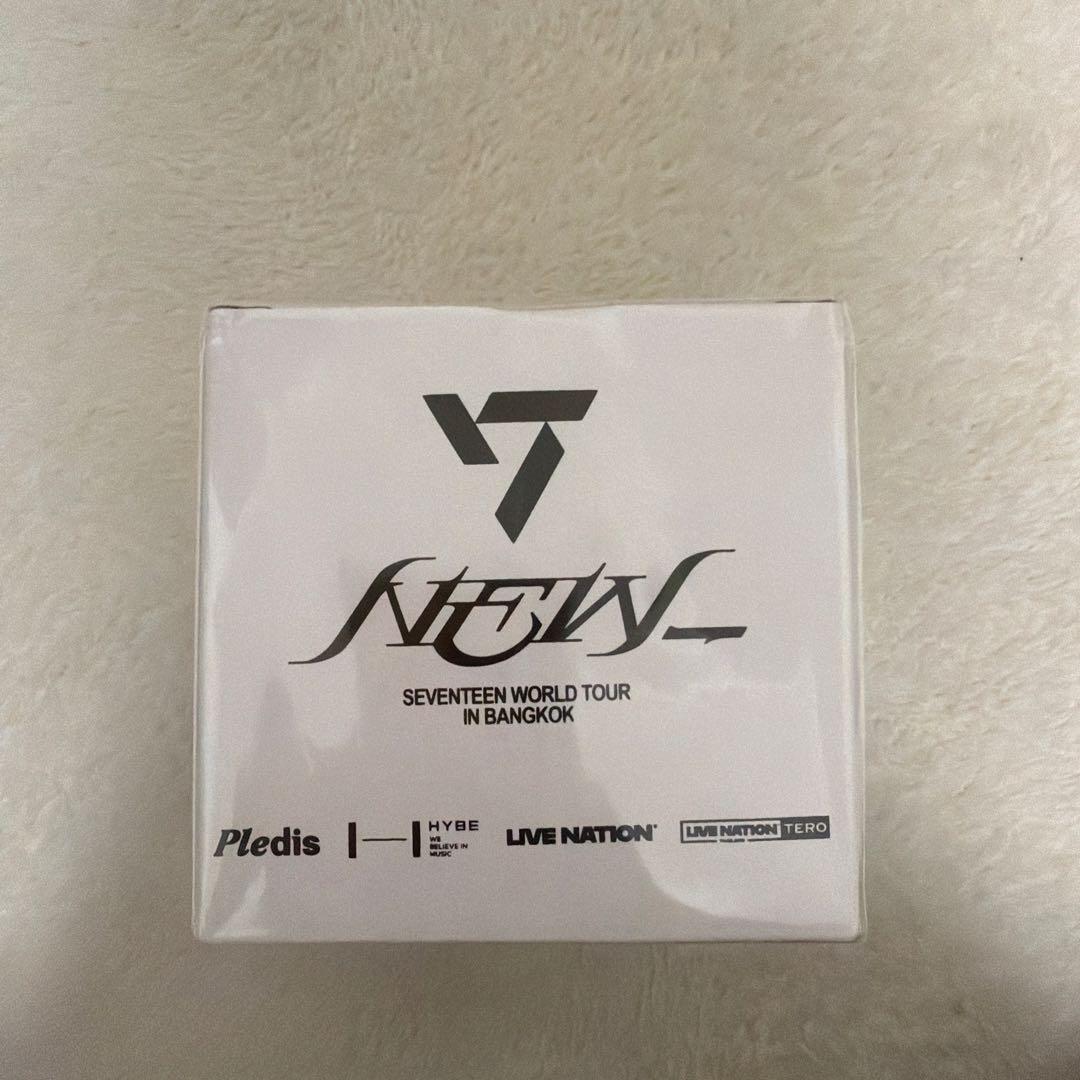 NEW_
SEVENTEEN WORLD TOUR
IN BANGKOK
Pledis
HYBE
WE
BELIEVE IN
MUSIC
LIVE NATION
LIVE NATION TERO